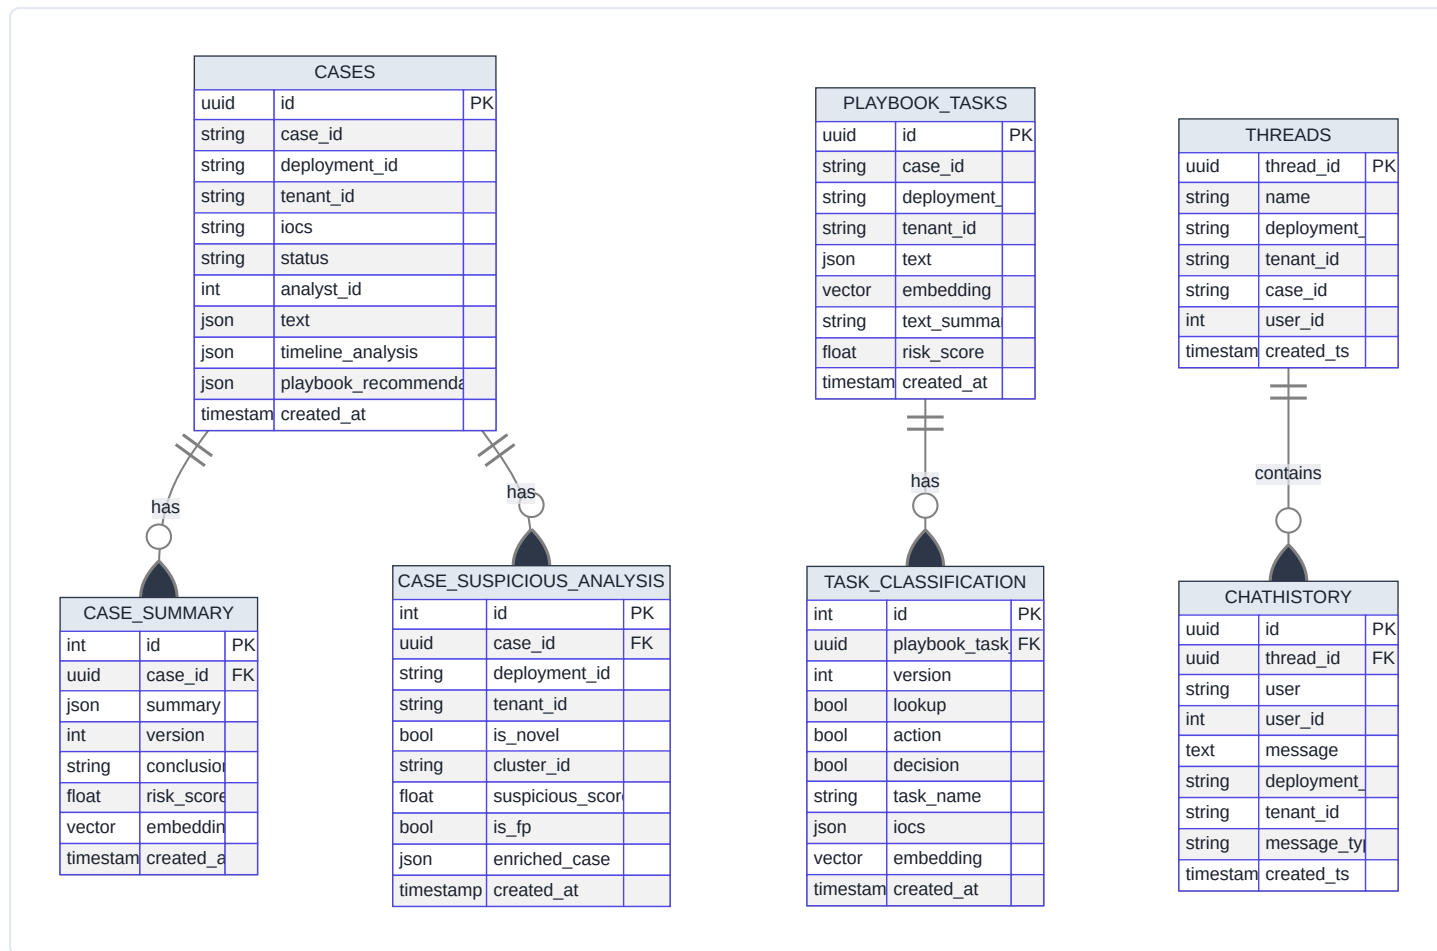 CASES
uuid id PK
string case_id
string deployment_id
string tenant_id
string iocs
string status
int analyst_id
json text
json timeline_analysis
json playbook_recommenda
timestam created_at
PLAYBOOK_TASKS
uuid id PK
string case_id
string deployment_
string tenant_id
json text
vector embedding
string text_summa
float risk_score
timestam created_at
THREADS
uuid thread_id PK
string name
string deployment_
string tenant_id
string case_id
int user_id
timestam created_ts
has
has
has
contains
CASE_SUMMARY
int id PK
uuid case_id FK
json summary
int version
string conclusion
float risk_score
vector embeddin
timestam created_a
CASE_SUSPICIOUS_ANALYSIS
int id PK
uuid case_id FK
string deployment_id
string tenant_id
bool is_novel
string cluster_id
float suspicious_score
bool is_fp
json enriched_case
timestamp created_at
TASK_CLASSIFICATION
int id PK
uuid playbook_task_ FK
int version
bool lookup
bool action
bool decision
string task_name
json iocs
vector embedding
timestam created_at
CHATHISTORY
uuid id PK
uuid thread_id FK
string user
int user_id
text message
string deployment_
string tenant_id
string message_typ
timestam created_ts